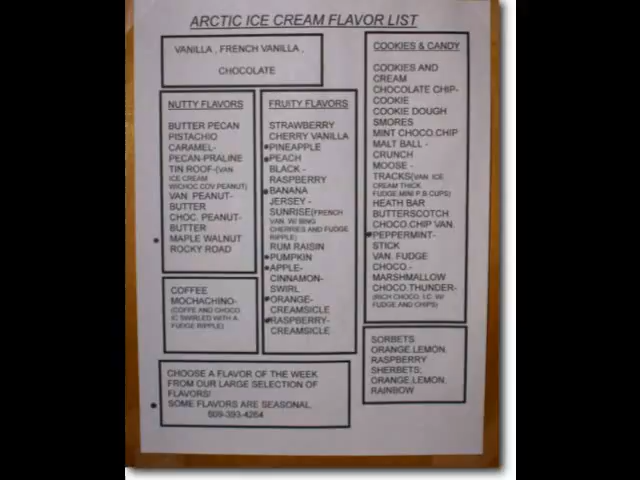 ARCTIC ICE CREAM FLAVOR LIST
VANILLA , FRENCH VANILLA ,
CHOCOLATE
NUTTY FLAVORS
BUTTER PECAN
PISTACHIO
CARAMEL-
PECAN-PRALINE
TIN ROOF-(VAN
ICE CREAM
W/CHOC.COV PEANUT)
VAN. PEANUT-
BUTTER
CHOC. PEANUT-
BUTTER
MAPLE WALNUT
ROCKY ROAD
COFFEE
MOCHACHINO-
(COFFE AND CHOCO.
IC SWIRLED WITH A
FUDGE RIPPLE)
FRUITY FLAVORS
STRAWBERRY
CHERRY VANILLA
PINEAPPLE
PEACH
BLACK -
RASPBERRY
BANANA
JERSEY -
SUNRISE(FRENCH
VAN. W/ BING
CHERRIES AND FUDGE
RIPPLE)
RUM RAISIN
PUMPKIN
APPLE-
CINNAMON-
SWIRL
ORANGE-
CREAMSICLE
RASPBERRY-
CREAMSICLE
COOKIES & CANDY
COOKIES AND
CREAM
CHOCOLATE CHIP-
COOKIE
COOKIE DOUGH
SMORES
MINT CHOCO.CHIP
MALT BALL -
CRUNCH
MOOSE -
TRACKS(VAN. ICE
CREAM THICK
FUDGE,MINI P.B.CUPS)
HEATH BAR
BUTTERSCOTCH
CHOCO.CHIP VAN.
PEPPERMINT-
STICK
VAN. FUDGE
CHOCO.-
MARSHMALLOW
CHOCO.THUNDER-
(RICH CHOCO. I.C. W/
FUDGE AND CHIPS)
SORBETS
ORANGE,LEMON,
RASPBERRY
SHERBETS;
ORANGE,LEMON,
RAINBOW
CHOOSE A FLAVOR OF THE WEEK
FROM OUR LARGE SELECTION OF
FLAVORS!
SOME FLAVORS ARE SEASONAL
609-393-4264